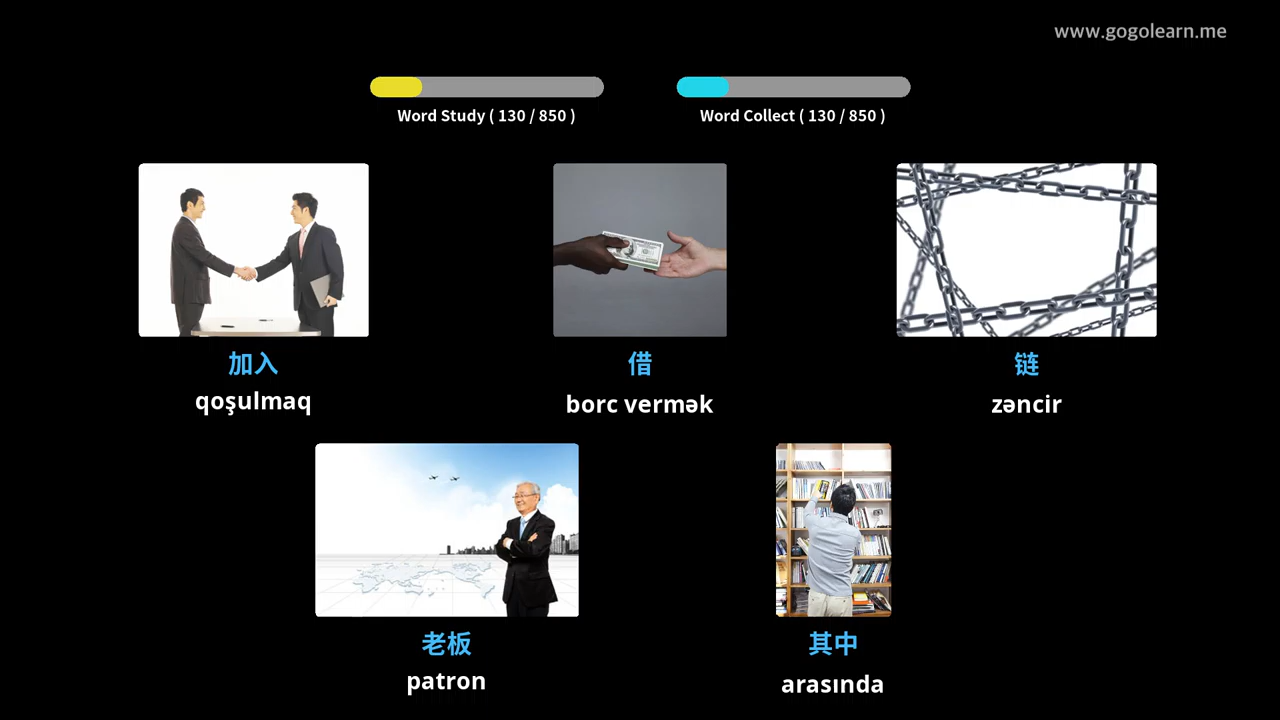 www.gogolearn.me
Word Study ( 130 / 850 )
Word Collect ( 130 / 850 )
加入
qoşulmaq
借
borc vermək
链
zəncir
老板
patron
其中
arasında